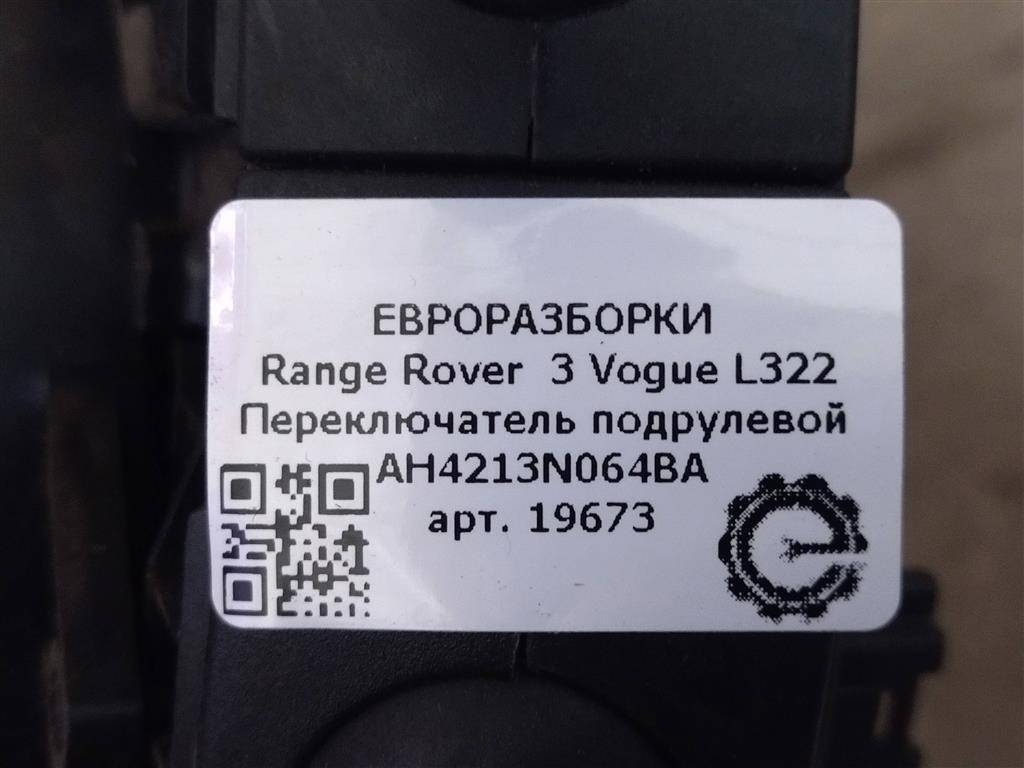 ЕВРОРАЗБОРКИ
Range Rover 3 Vogue L322
Переключатель подрулевой
AH4213N064BA
арт. 19673